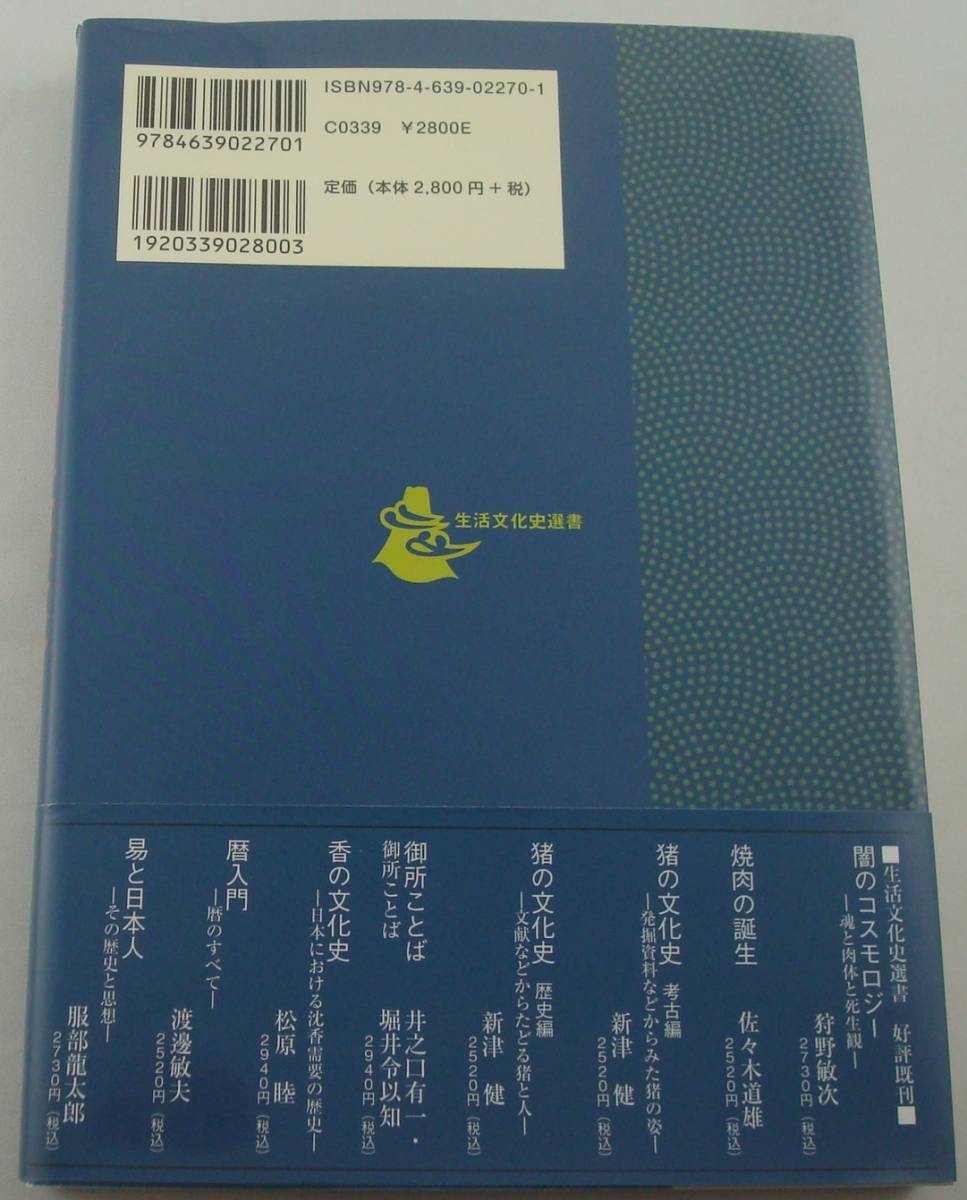 ISBN978-4-639-02270-1
C0339 ¥2800E
9784639022701
定価(本体2,800円+税)
1920339028003
生活文化史選書
■生活文化史選書 好評既刊■
闇のコスモロジー
―魂と肉体と死生観―
狩野敏次
2730円(税込)
焼肉の誕生
佐々木道雄
2520円(税込)
猪の文化史 考古編
―発掘資料などからみた猪の姿―
新津 健
2520円(税込)
猪の文化史 歴史編
―文献などからたどる猪と人―
新津 健
2520円(税込)
御所ことば
御所ことば
井之口有一・
堀井令以知
2940円(税込)
香の文化史
―日本における沈香需要の歴史―
松原 睦
2940円(税込)
暦入門
―暦のすべて―
渡邊敏夫
2520円(税込)
易と日本人
―その歴史と思想―
服部龍太郎
2730円(税込)